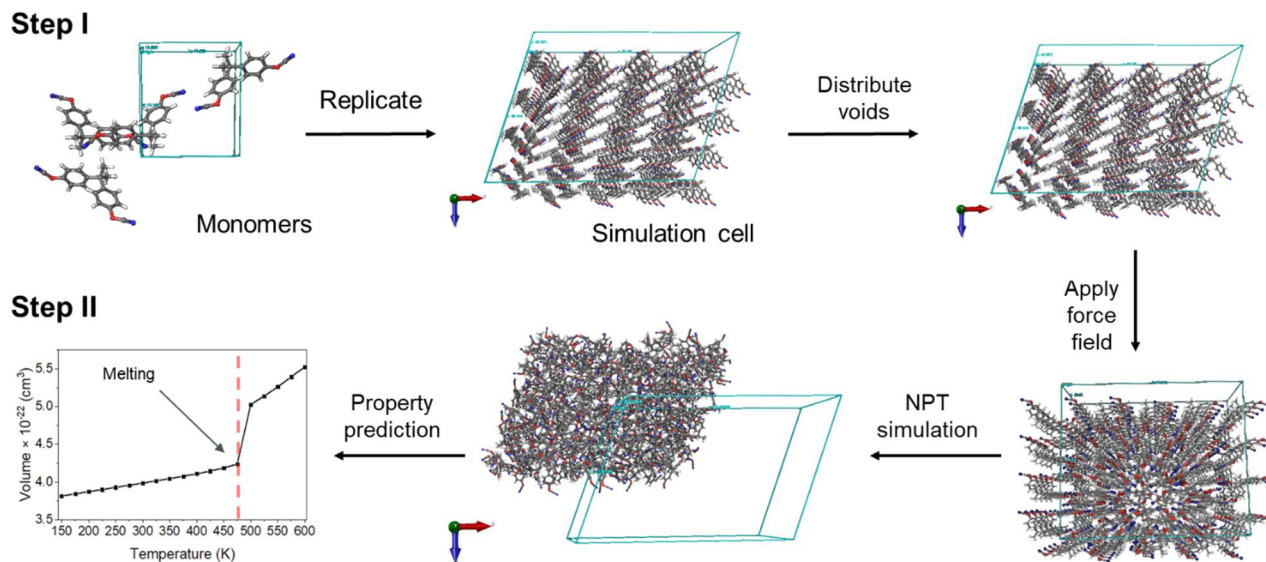 Step I
Replicate
Distribute
voids
Monomers
Simulation cell
Apply
force
field
Step II
Melting
Property
prediction
NPT
simulation
Volume × 10⁻²² (cm³)
5.5
5.0
4.5
4.0
3.5
150 200 250 300 350 400 450 500 550 600
Temperature (K)